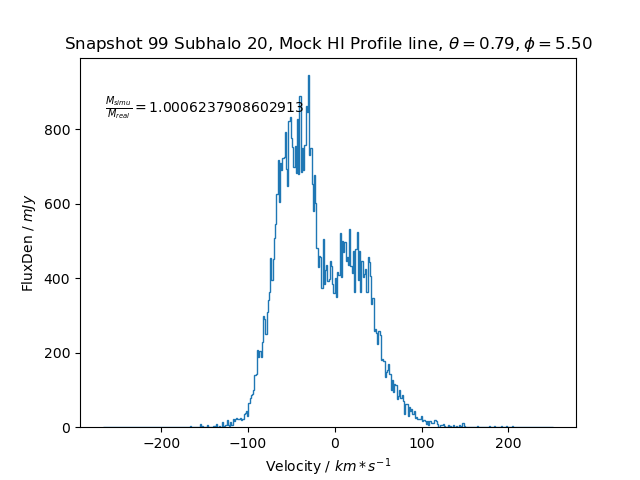 Snapshot 99 Subhalo 20, Mock HI Profile line, θ = 0.79, ϕ = 5.50
M_simu/M_real = 1.0006237908602913
FluxDen / mJy
800
600
400
200
0
−200 −100 0 100 200
Velocity / km * s⁻¹